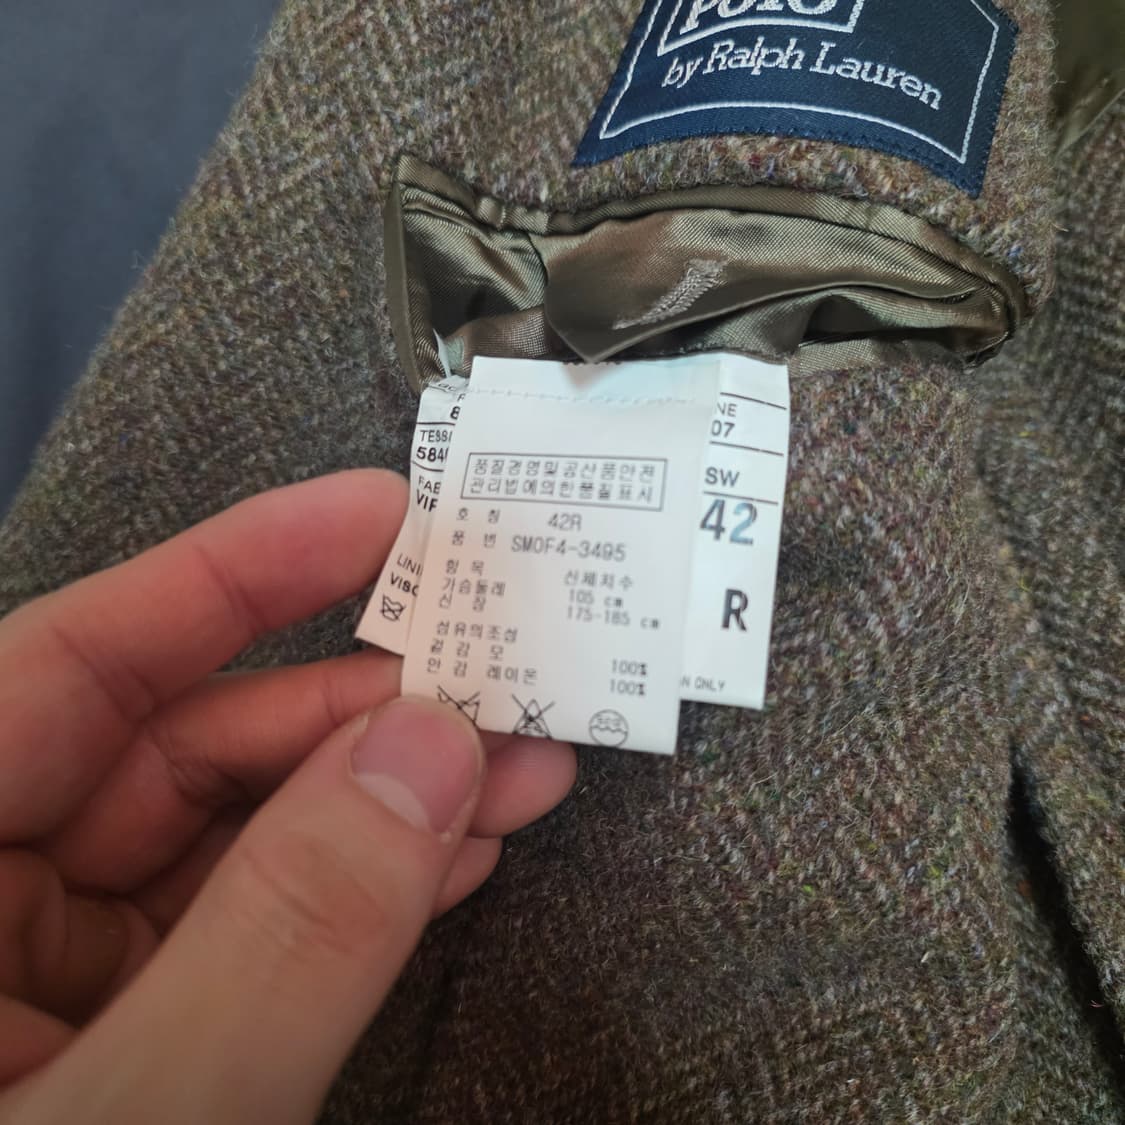 POLO
by Ralph Lauren
8
TESS
584
FAB
VIR
LINI
VISC
품질경영및공산품안전
관리법에의한품질표시
호 칭 42R
품 번 SMOF4-3495
항 목 신체치수
가슴둘레 105 cm
신 장 175-185 cm
섬유의조성
겉 감 모 100%
안 감 레이온 100%
NE
07
SW
42
R
N ONLY